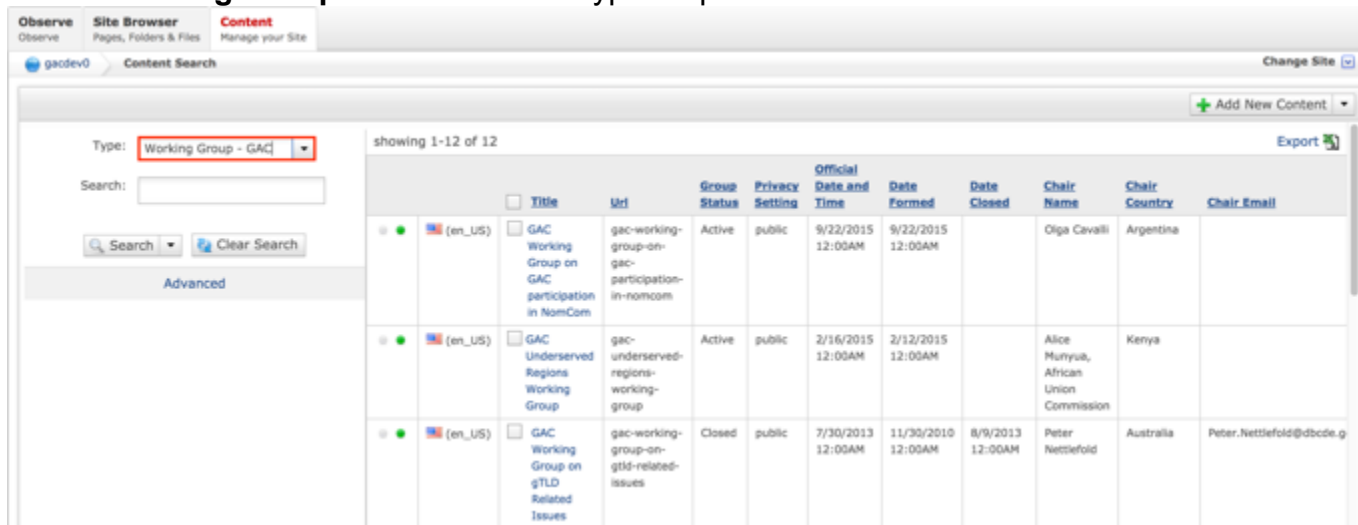 Observe Site Browser Content
Observe Pages, Folders & Files Manage your Site
gacdev0 Content Search Change Site
Add New Content
Type: Working Group - GAC
Search:
Search Clear Search
Advanced
showing 1-12 of 12 Export
Title Url Group Status Privacy Setting Official Date and Time Date Formed Date Closed Chair Name Chair Country Chair Email
(en_US) GAC Working Group on GAC participation in NomCom gac-working-group-on-gac-participation-in-nomcom Active public 9/22/2015 12:00AM 9/22/2015 12:00AM Olga Cavalli Argentina
(en_US) GAC Underserved Regions Working Group gac-underserved-regions-working-group Active public 2/16/2015 12:00AM 2/12/2015 12:00AM Alice Munyua, African Union Commission Kenya
(en_US) GAC Working Group on gTLD Related Issues gac-working-group-on-gtld-related-issues Closed public 7/30/2013 12:00AM 11/30/2010 12:00AM 8/9/2013 12:00AM Peter Nettlefold Australia Peter.Nettlefold@dbcde.g